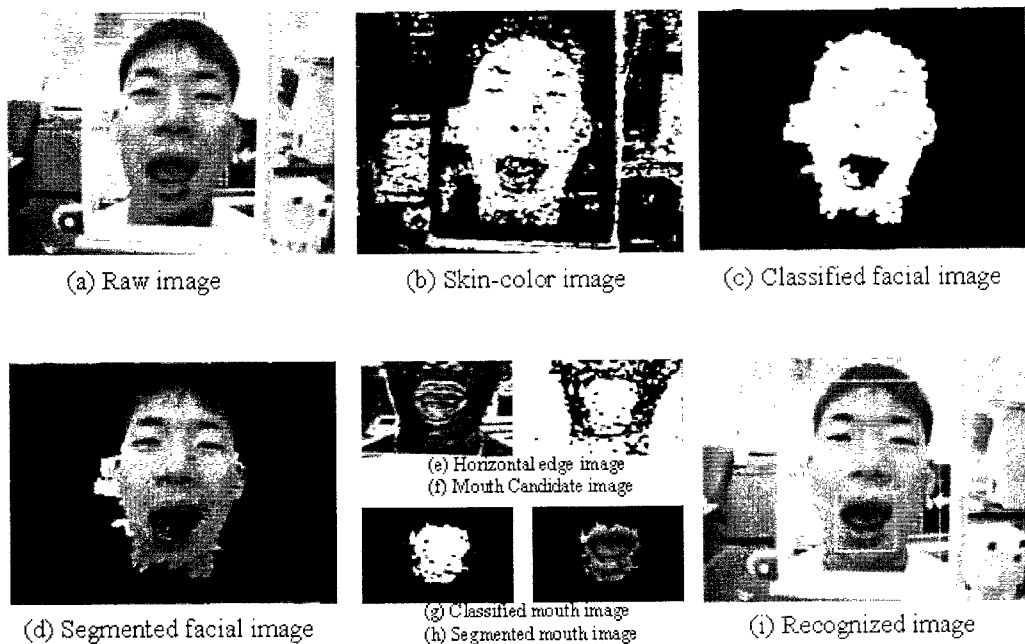 (a) Raw image
(b) Skin-color image
(c) Classified facial image
(d) Segmented facial image
(e) Horizontal edge image
(f) Mouth Candidate image
(g) Classified mouth image
(h) Segmented mouth image
(i) Recognized image